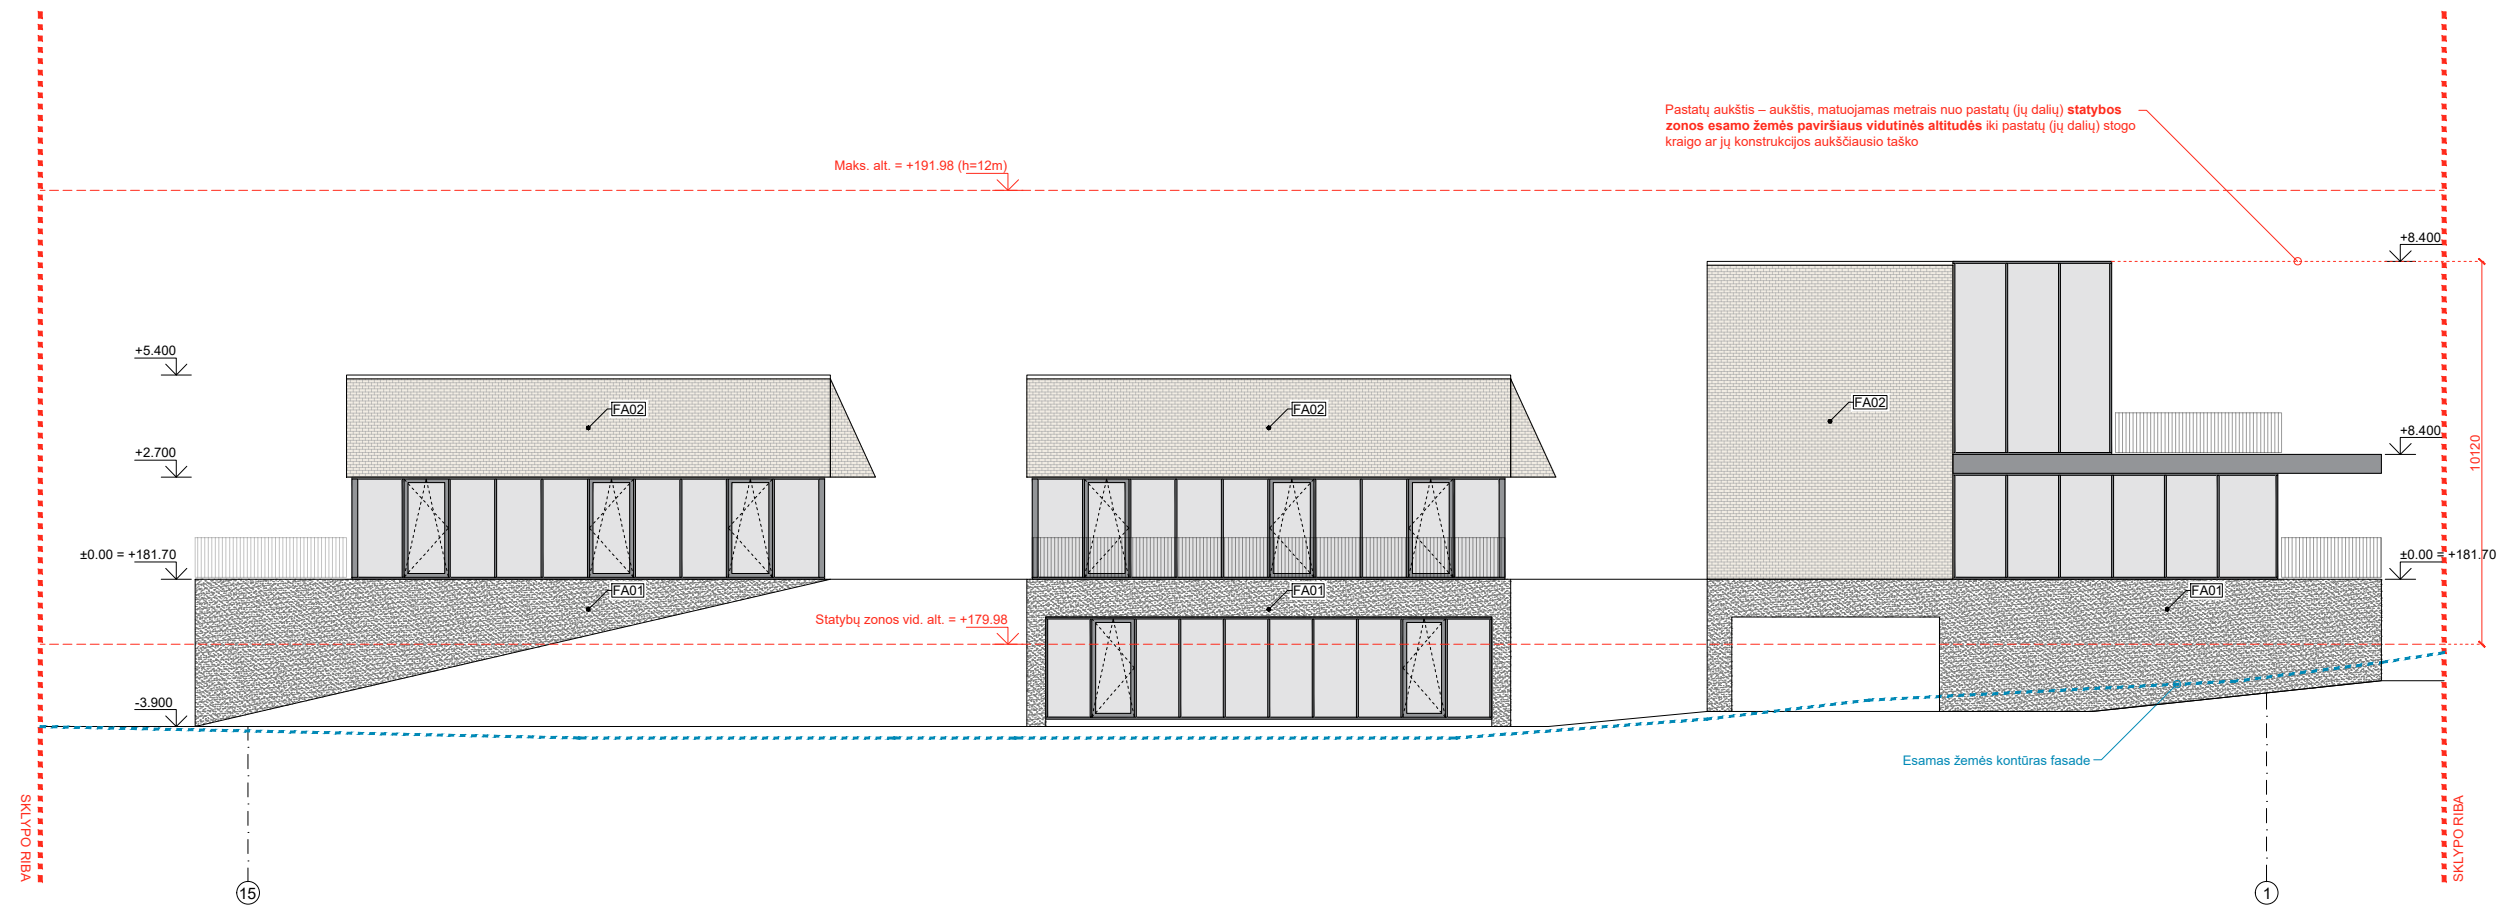 Pastatų aukštis – aukštis, matuojamas metrais nuo pastatų (jų dalių) statybos
zonos esamo žemės paviršiaus vidutinės altitudės iki pastatų (jų dalių) stogo
kraigo ar jų konstrukcijos aukščiausio taško
Maks. alt. = +191.98 (h=12m)
+8.400
+5.400
FA02
FA02
FA02
+8.400
+2.700
10120
±0.00 = +181.70
±0.00 = +181.70
FA01
FA01
FA01
Statybų zonos vid. alt. = +179.98
-3.900
Esamas žemės kontūras fasade
SKLYPO RIBA
SKLYPO RIBA
15
1